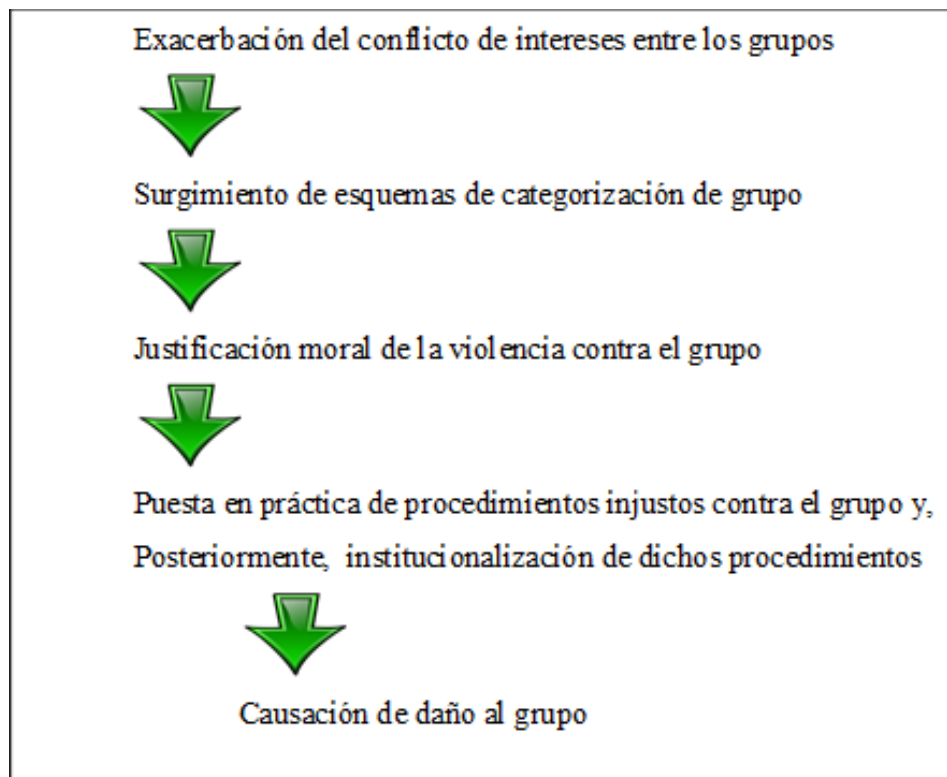 Exacerbación del conflicto de intereses entre los grupos
Surgimiento de esquemas de categorización de grupo
Justificación moral de la violencia contra el grupo
Puesta en práctica de procedimientos injustos contra el grupo y,
Posteriormente, institucionalización de dichos procedimientos
Causación de daño al grupo